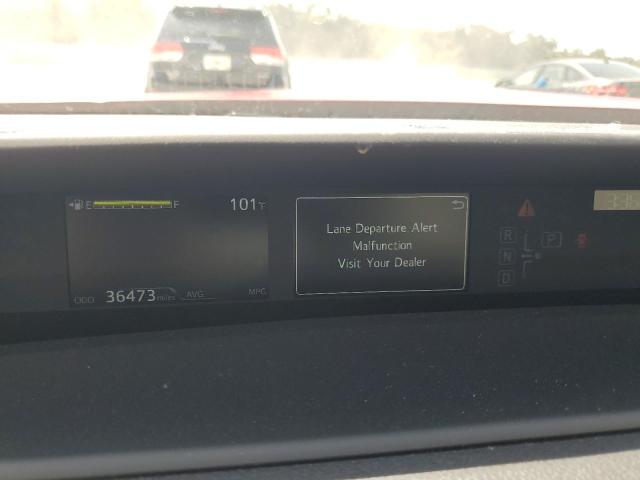 E F 101°F
Lane Departure Alert
Malfunction
Visit Your Dealer
ODO 36473 miles AVG MPG
R
P
N
D